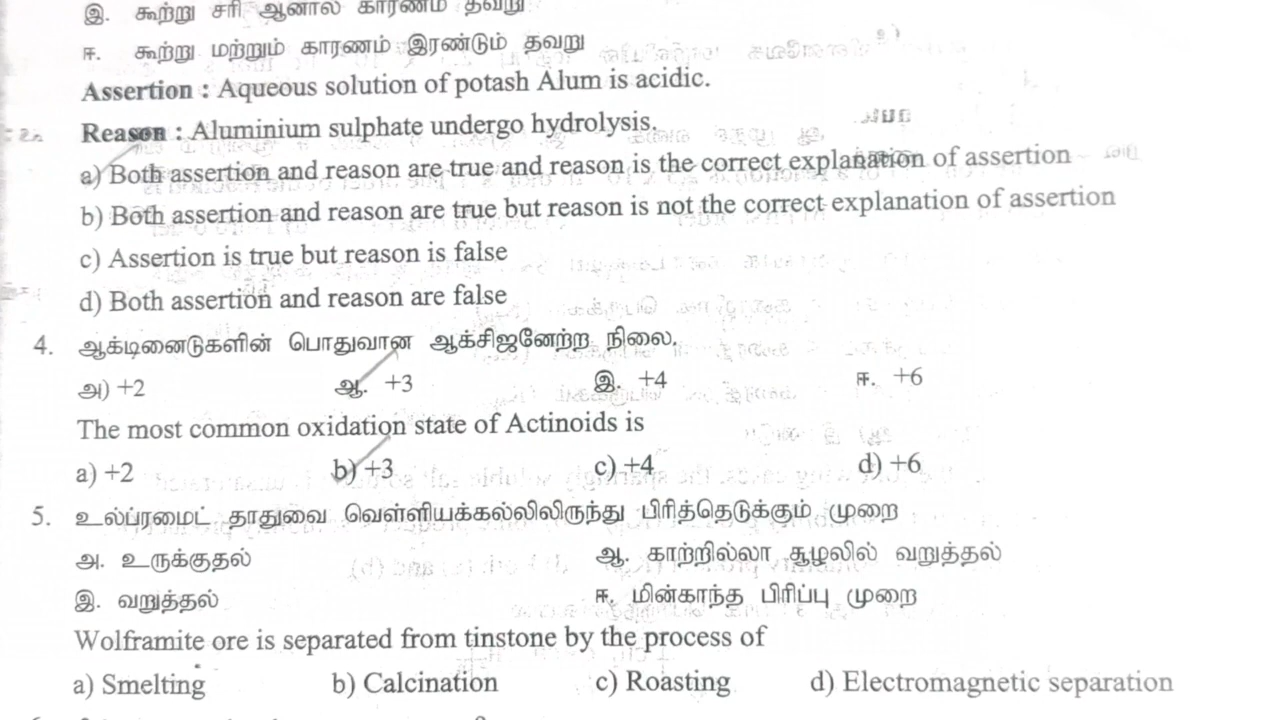 இ. கூற்று சரி ஆனால் காரணம் தவறு
ஈ. கூற்று மற்றும் காரணம் இரண்டும் தவறு
Assertion : Aqueous solution of potash Alum is acidic.
Reason : Aluminium sulphate undergo hydrolysis.
a) Both assertion and reason are true and reason is the correct explanation of assertion
b) Both assertion and reason are true but reason is not the correct explanation of assertion
c) Assertion is true but reason is false
d) Both assertion and reason are false
4. ஆக்டினைடுகளின் பொதுவான ஆக்சிஜனேற்ற நிலை.
அ) +2 ஆ. +3 இ. +4 ஈ. +6
The most common oxidation state of Actinoids is
a) +2 b) +3 c) +4 d) +6
5. உல்ப்ரமைட் தாதுவை வெள்ளியக்கல்லிலிருந்து பிரித்தெடுக்கும் முறை
அ. உருக்குதல் ஆ. காற்றில்லா சூழலில் வறுத்தல்
இ. வறுத்தல் ஈ. மின்காந்த பிரிப்பு முறை
Wolframite ore is separated from tinstone by the process of
a) Smelting b) Calcination c) Roasting d) Electromagnetic separation